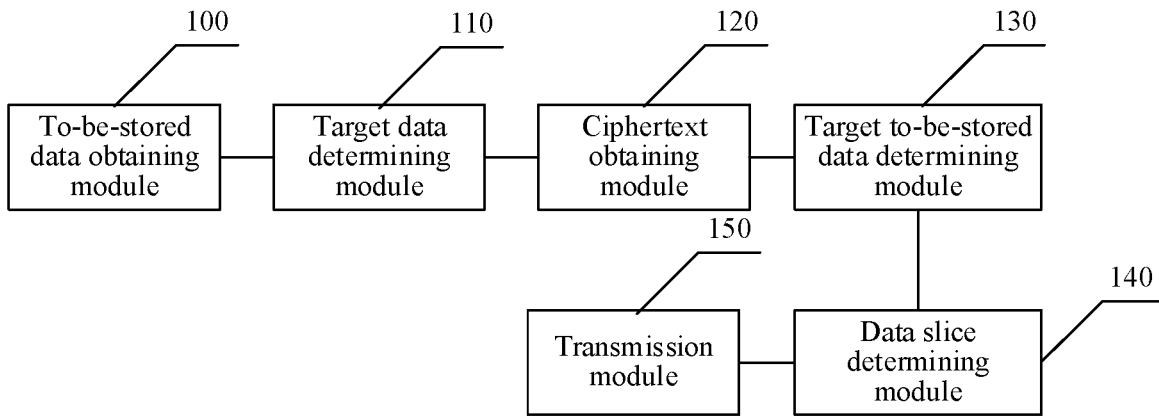 100
110
120
130
To-be-stored
data obtaining
module
Target data
determining
module
Ciphertext
obtaining
module
Target to-be-stored
data determining
module
150
140
Transmission
module
Data slice
determining
module